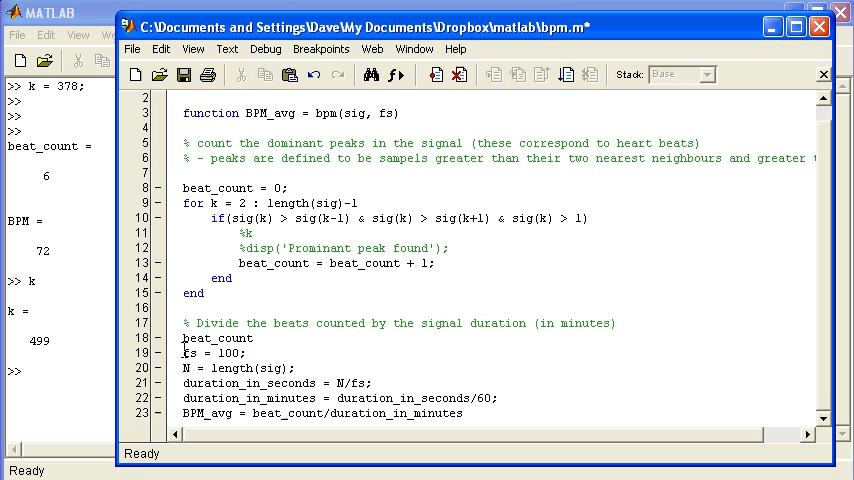 MATLAB
File Edit View
>> k = 378;
>>
>>
>>
beat_count =
6
BPM =
72
>> k
k =
499
>>
Ready
C:\Documents and Settings\Dave\My Documents\Dropbox\matlab\bpm.m*
File Edit View Text Debug Breakpoints Web Window Help
Stack: Base
2
3 function BPM_avg = bpm(sig, fs)
4
5 % count the dominant peaks in the signal (these correspond to heart beats)
6 % - peaks are defined to be sampels greater than their two nearest neighbours and greater t
7
8 - beat_count = 0;
9 - for k = 2 : length(sig)-1
10 - if(sig(k) > sig(k-1) & sig(k) > sig(k+1) & sig(k) > 1)
11 %k
12 %disp('Prominant peak found');
13 - beat_count = beat_count + 1;
14 - end
15 - end
16
17 % Divide the beats counted by the signal duration (in minutes)
18 - beat_count
19 - fs = 100;
20 - N = length(sig);
21 - duration_in_seconds = N/fs;
22 - duration_in_minutes = duration_in_seconds/60;
23 - BPM_avg = beat_count/duration_in_minutes
Ready